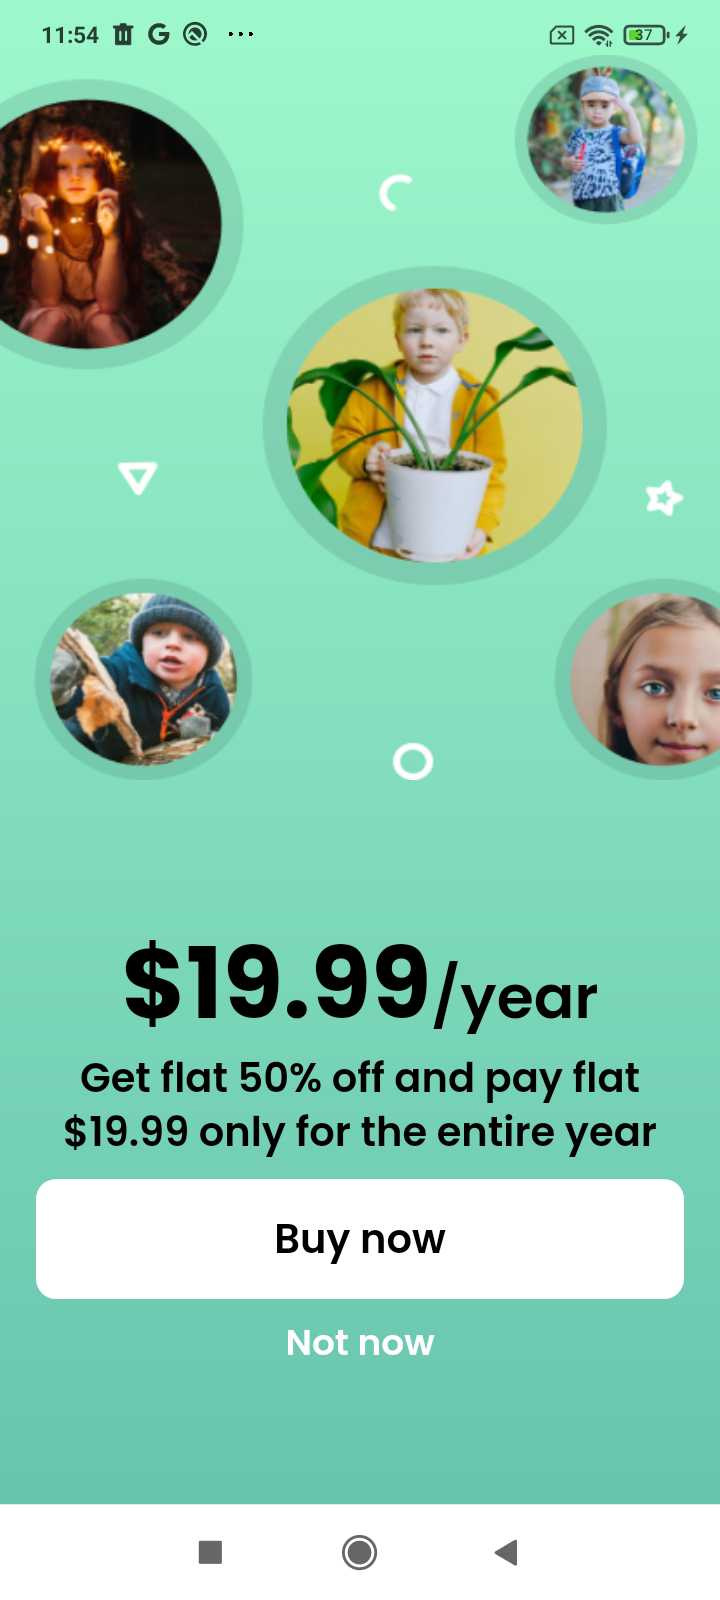 11:54
37
$19.99/year
Get flat 50% off and pay flat
$19.99 only for the entire year
Buy now
Not now